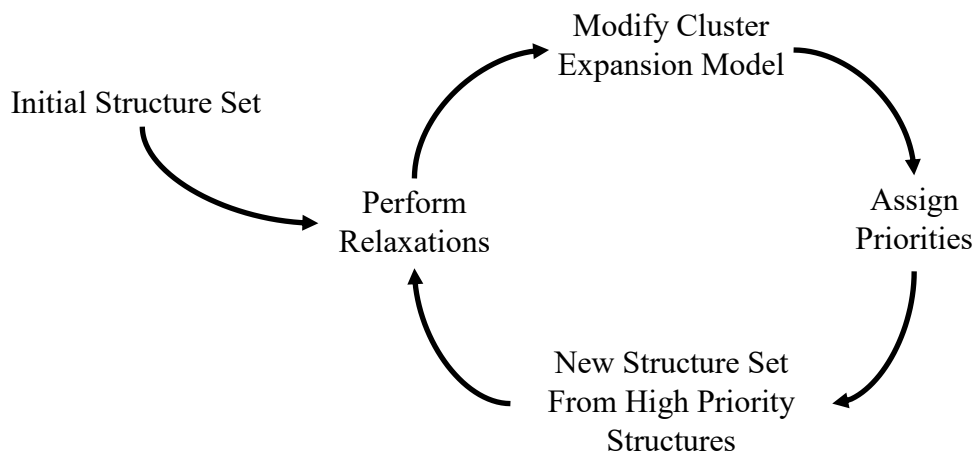 Initial Structure Set
Perform
Relaxations
Modify Cluster
Expansion Model
Assign
Priorities
New Structure Set
From High Priority
Structures